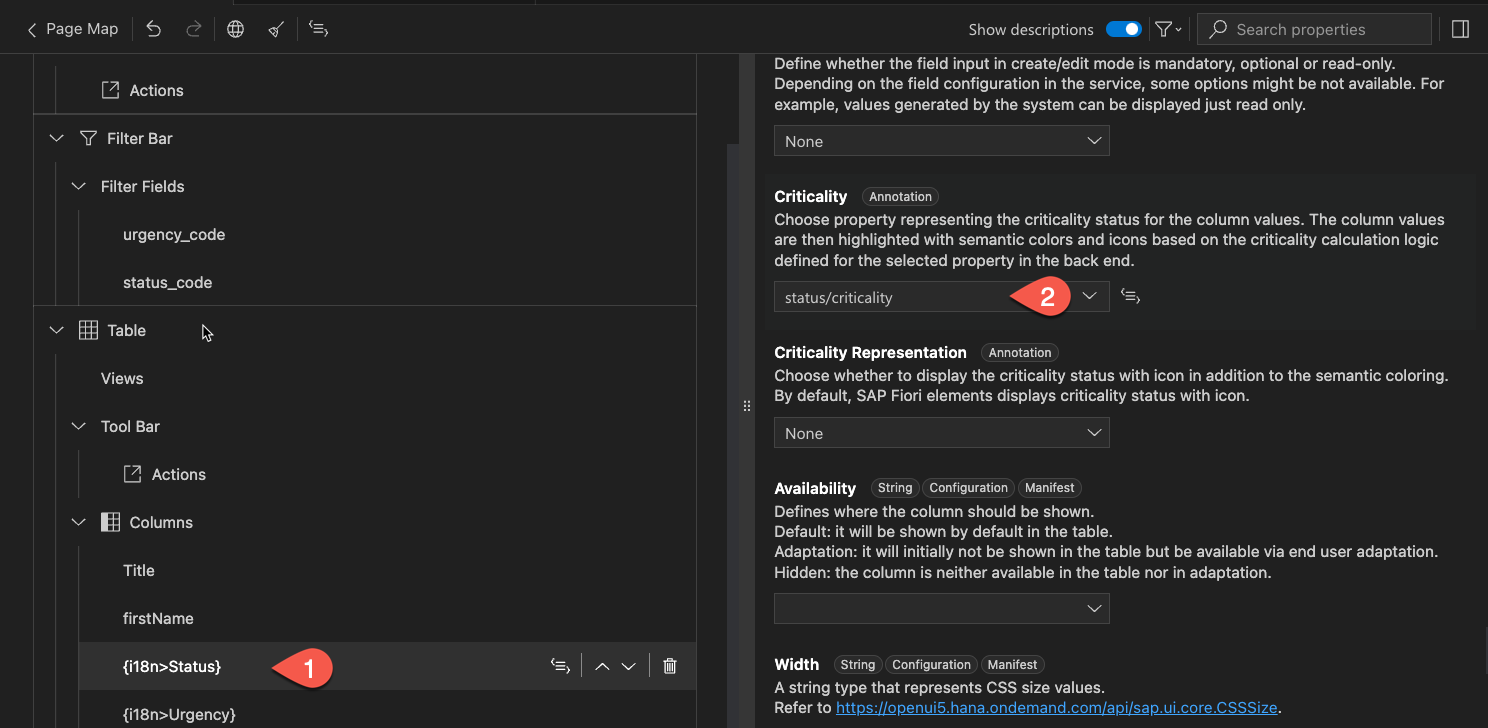 Page Map
Show descriptions
Search properties
Actions
Filter Bar
Filter Fields
urgency_code
status_code
Table
Views
Tool Bar
Actions
Columns
Title
firstName
{i18n>Status}
1
{i18n>Urgency}
Define whether the field input in create/edit mode is mandatory, optional or read-only.
Depending on the field configuration in the service, some options might be not available. For
example, values generated by the system can be displayed just read only.
None
Criticality Annotation
Choose property representing the criticality status for the column values. The column values
are then highlighted with semantic colors and icons based on the criticality calculation logic
defined for the selected property in the back end.
status/criticality
2
Criticality Representation Annotation
Choose whether to display the criticality status with icon in addition to the semantic coloring.
By default, SAP Fiori elements displays criticality status with icon.
None
Availability String Configuration Manifest
Defines where the column should be shown.
Default: it will be shown by default in the table.
Adaptation: it will initially not be shown in the table but be available via end user adaptation.
Hidden: the column is neither available in the table nor in adaptation.
Width String Configuration Manifest
A string type that represents CSS size values.
Refer to https://openui5.hana.ondemand.com/api/sap.ui.core.CSSSize.